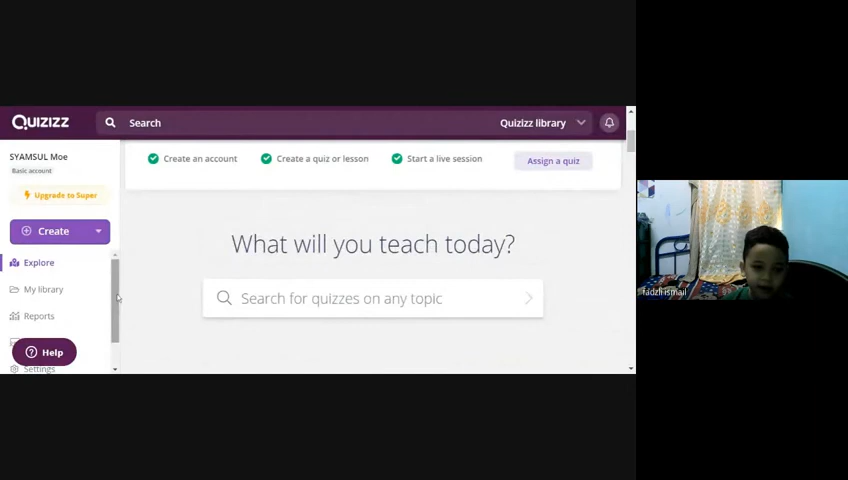 QUIZIZZ
Search
Quizizz library
SYAMSUL Moe
Basic account
Upgrade to Super
Create
Explore
My library
Reports
Help
Settings
Create an account
Create a quiz or lesson
Start a live session
Assign a quiz
What will you teach today?
Search for quizzes on any topic
fadzli ismail